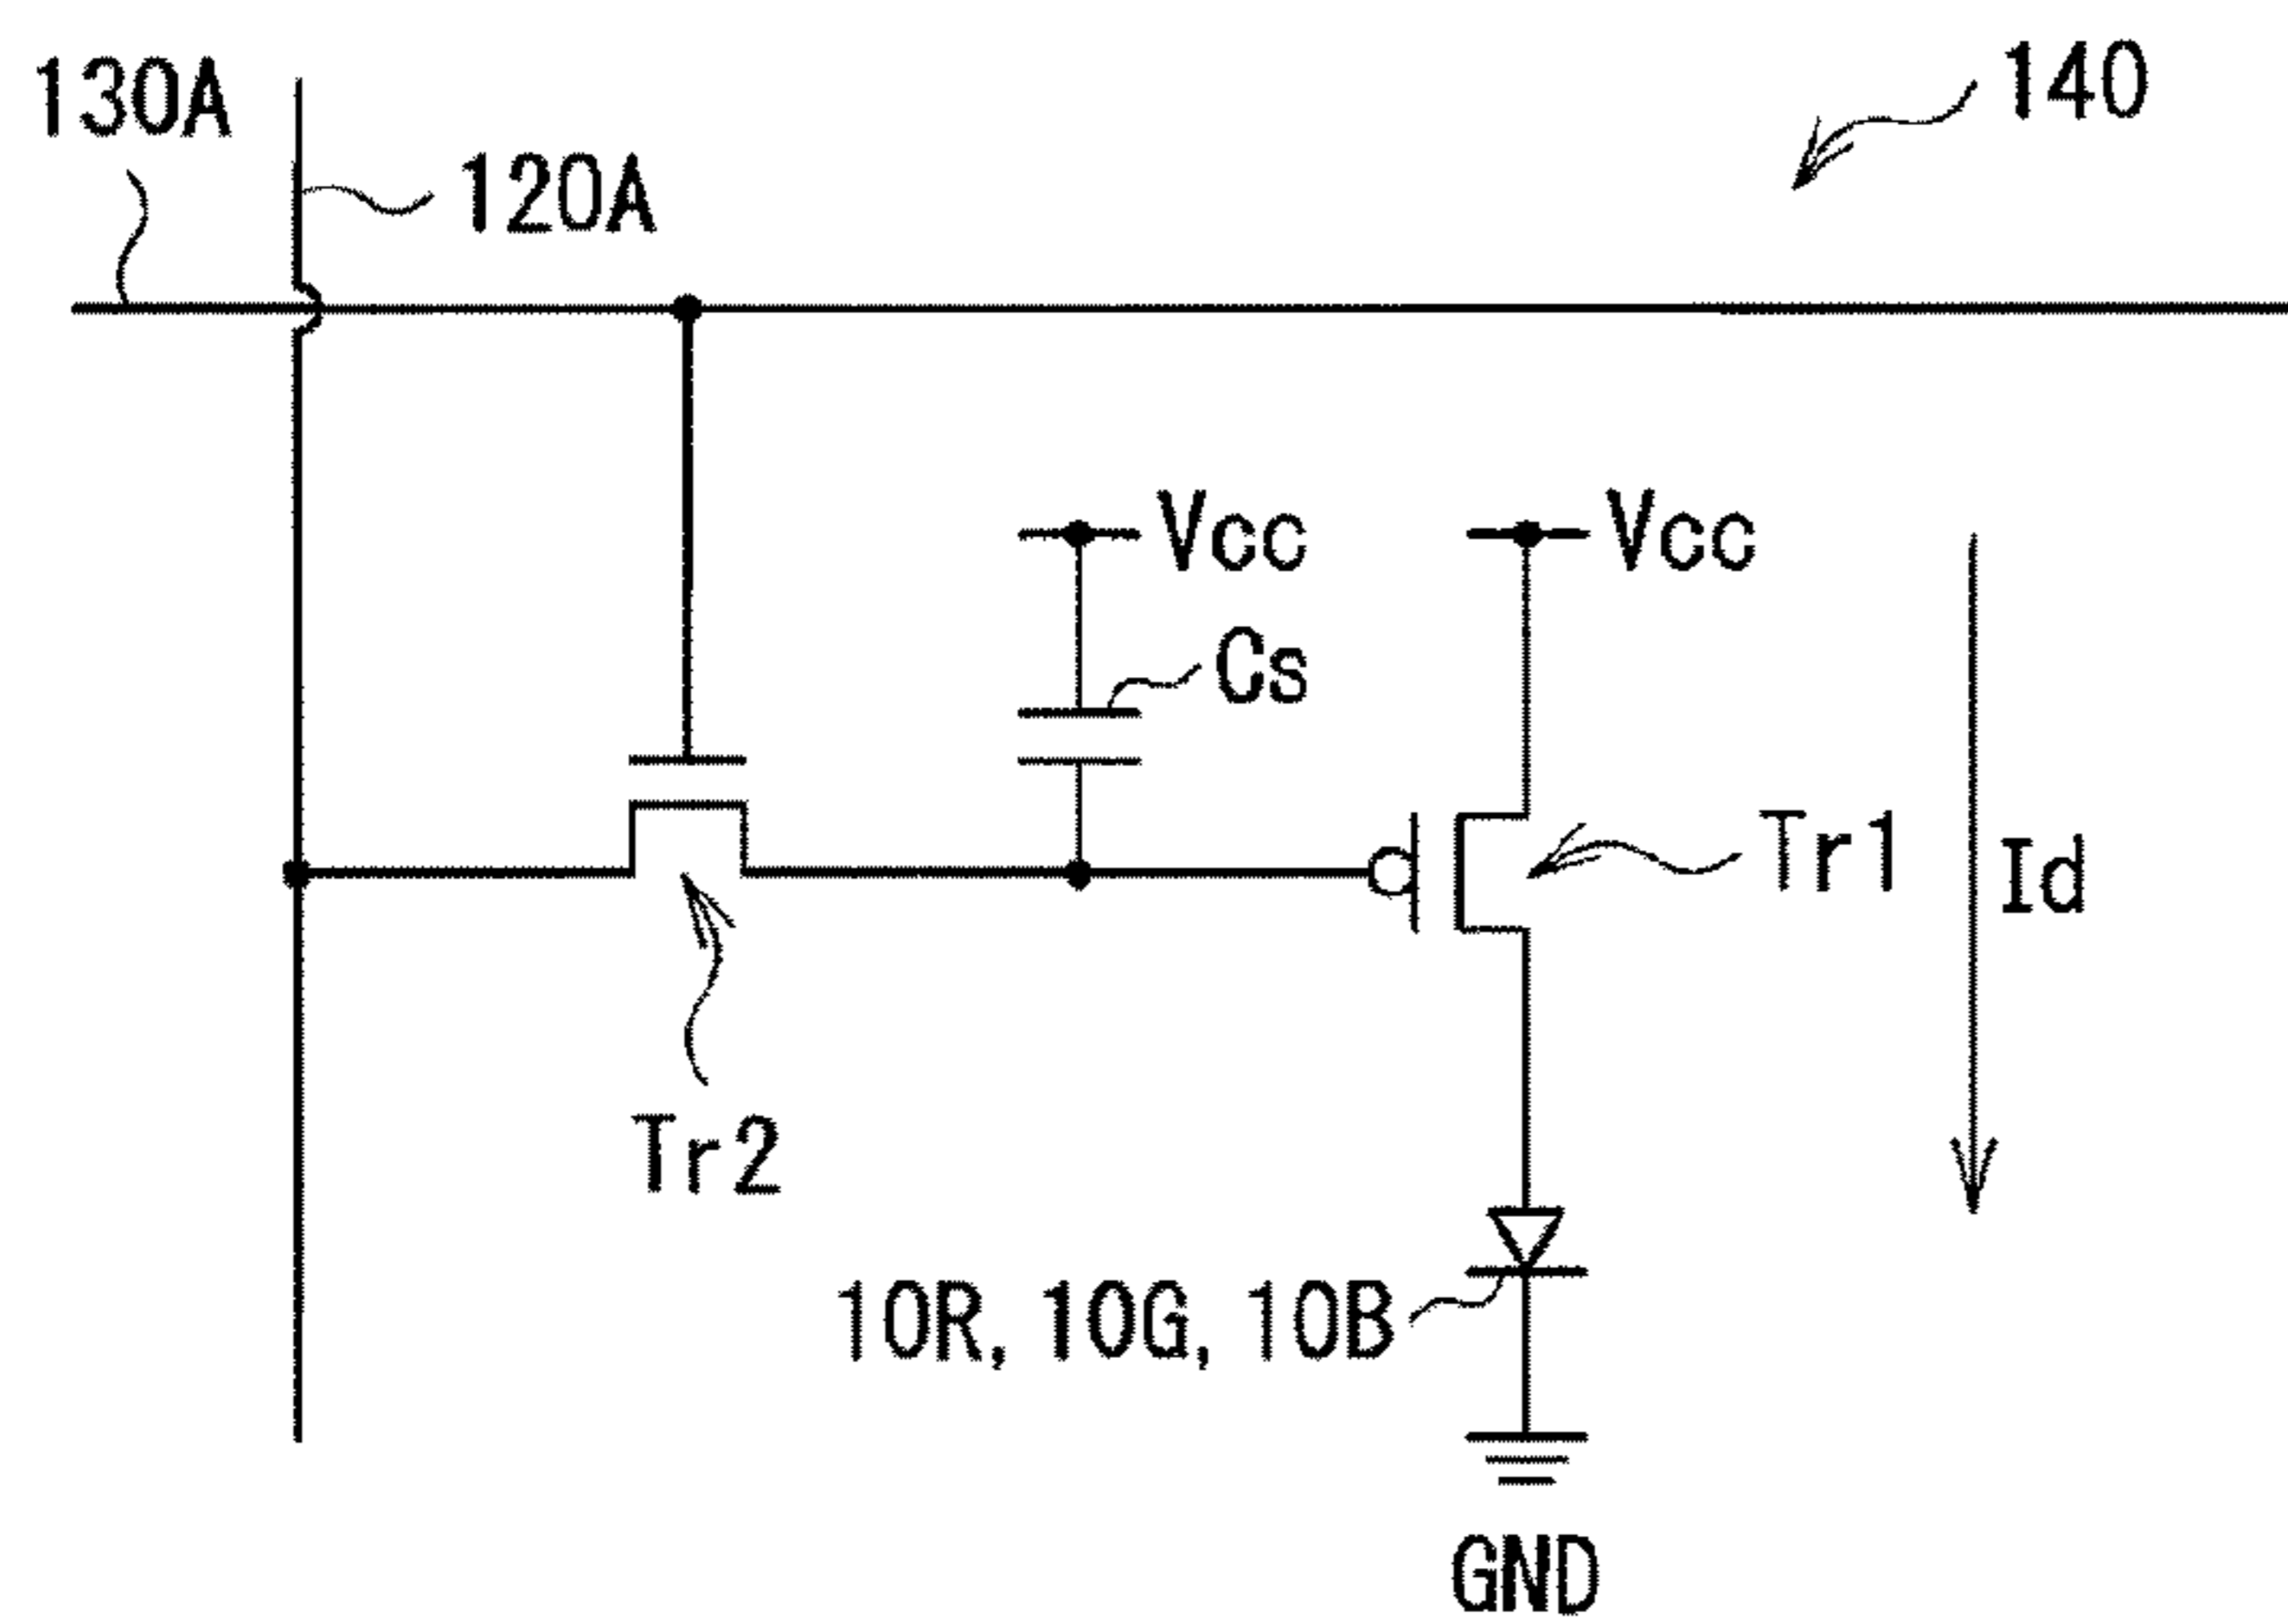 130A
140
120A
Vcc
Vcc
Cs
Tr1
Id
Tr2
10R, 10G, 10B
GND